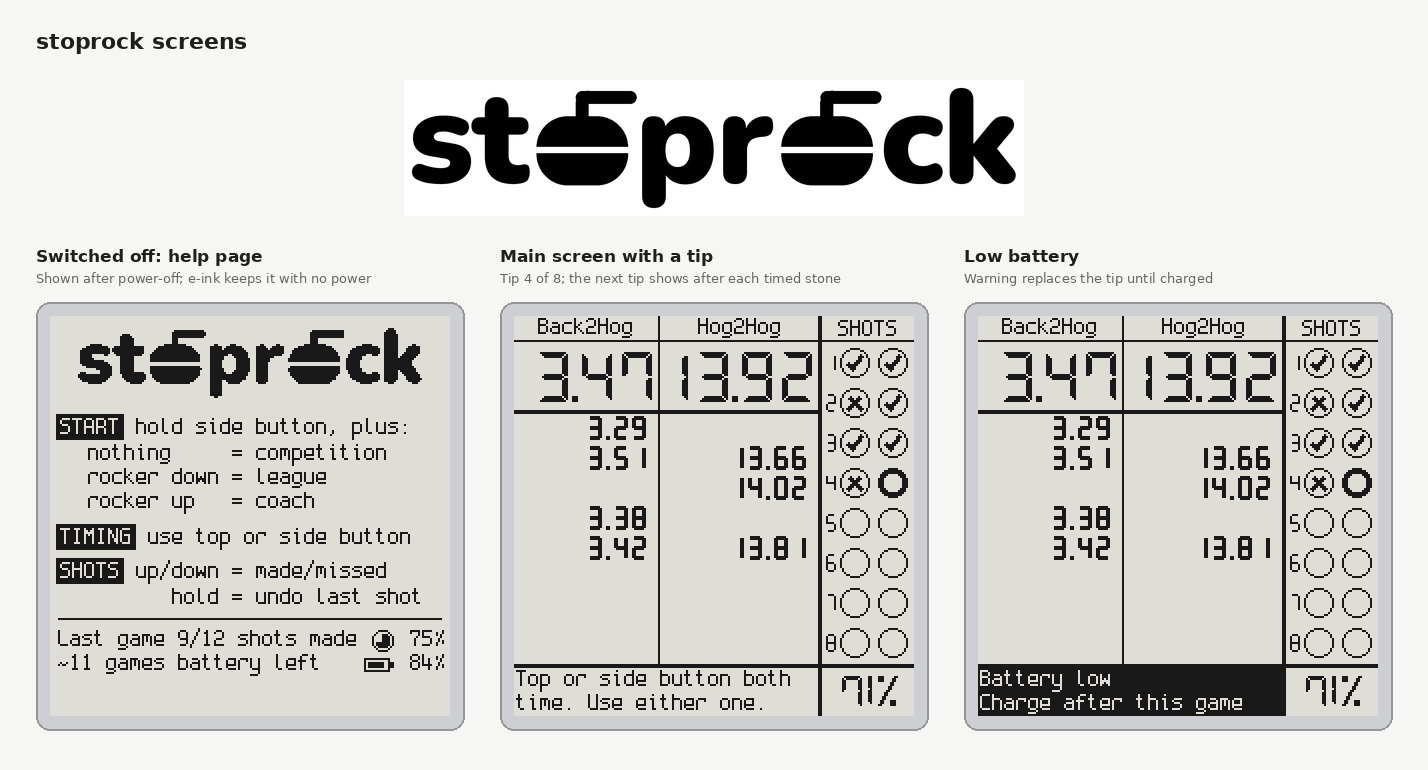 stoprock screens
stoprock
Switched off: help page
Shown after power-off; e-ink keeps it with no power
stoprock
START hold side button, plus:
nothing = competition
rocker down = league
rocker up = coach
TIMING use top or side button
SHOTS up/down = made/missed
hold = undo last shot
Last game 9/12 shots made 75%
~11 games battery left 84%
Main screen with a tip
Tip 4 of 8; the next tip shows after each timed stone
Back2Hog Hog2Hog SHOTS
3.47 13.92
1
2
3.29
3
3.51 13.66
14.02
4
3.38
5
3.42 13.81
6
7
8
Top or side button both
time. Use either one.
71%
Low battery
Warning replaces the tip until charged
Back2Hog Hog2Hog SHOTS
3.47 13.92
1
2
3.29
3
3.51 13.66
14.02
4
3.38
5
3.42 13.81
6
7
8
Battery low
Charge after this game
71%